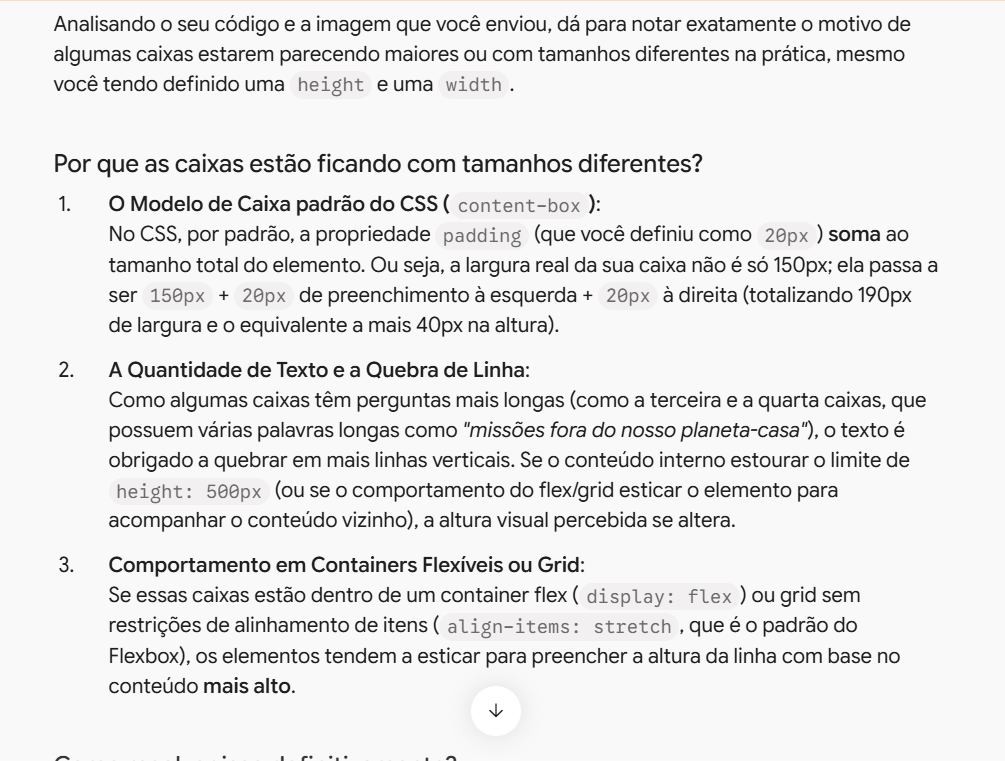 Analisando o seu código e a imagem que você enviou, dá para notar exatamente o motivo de
algumas caixas estarem parecendo maiores ou com tamanhos diferentes na prática, mesmo
você tendo definido uma height e uma width .
Por que as caixas estão ficando com tamanhos diferentes?
1. O Modelo de Caixa padrão do CSS ( content-box ):
No CSS, por padrão, a propriedade padding (que você definiu como 20px ) soma ao
tamanho total do elemento. Ou seja, a largura real da sua caixa não é só 150px; ela passa a
ser 150px + 20px de preenchimento à esquerda + 20px à direita (totalizando 190px
de largura e o equivalente a mais 40px na altura).
2. A Quantidade de Texto e a Quebra de Linha:
Como algumas caixas têm perguntas mais longas (como a terceira e a quarta caixas, que
possuem várias palavras longas como "missões fora do nosso planeta-casa"), o texto é
obrigado a quebrar em mais linhas verticais. Se o conteúdo interno estourar o limite de
height: 500px (ou se o comportamento do flex/grid esticar o elemento para
acompanhar o conteúdo vizinho), a altura visual percebida se altera.
3. Comportamento em Containers Flexíveis ou Grid:
Se essas caixas estão dentro de um container flex ( display: flex ) ou grid sem
restrições de alinhamento de itens ( align-items: stretch , que é o padrão do
Flexbox), os elementos tendem a esticar para preencher a altura da linha com base no
conteúdo mais alto.